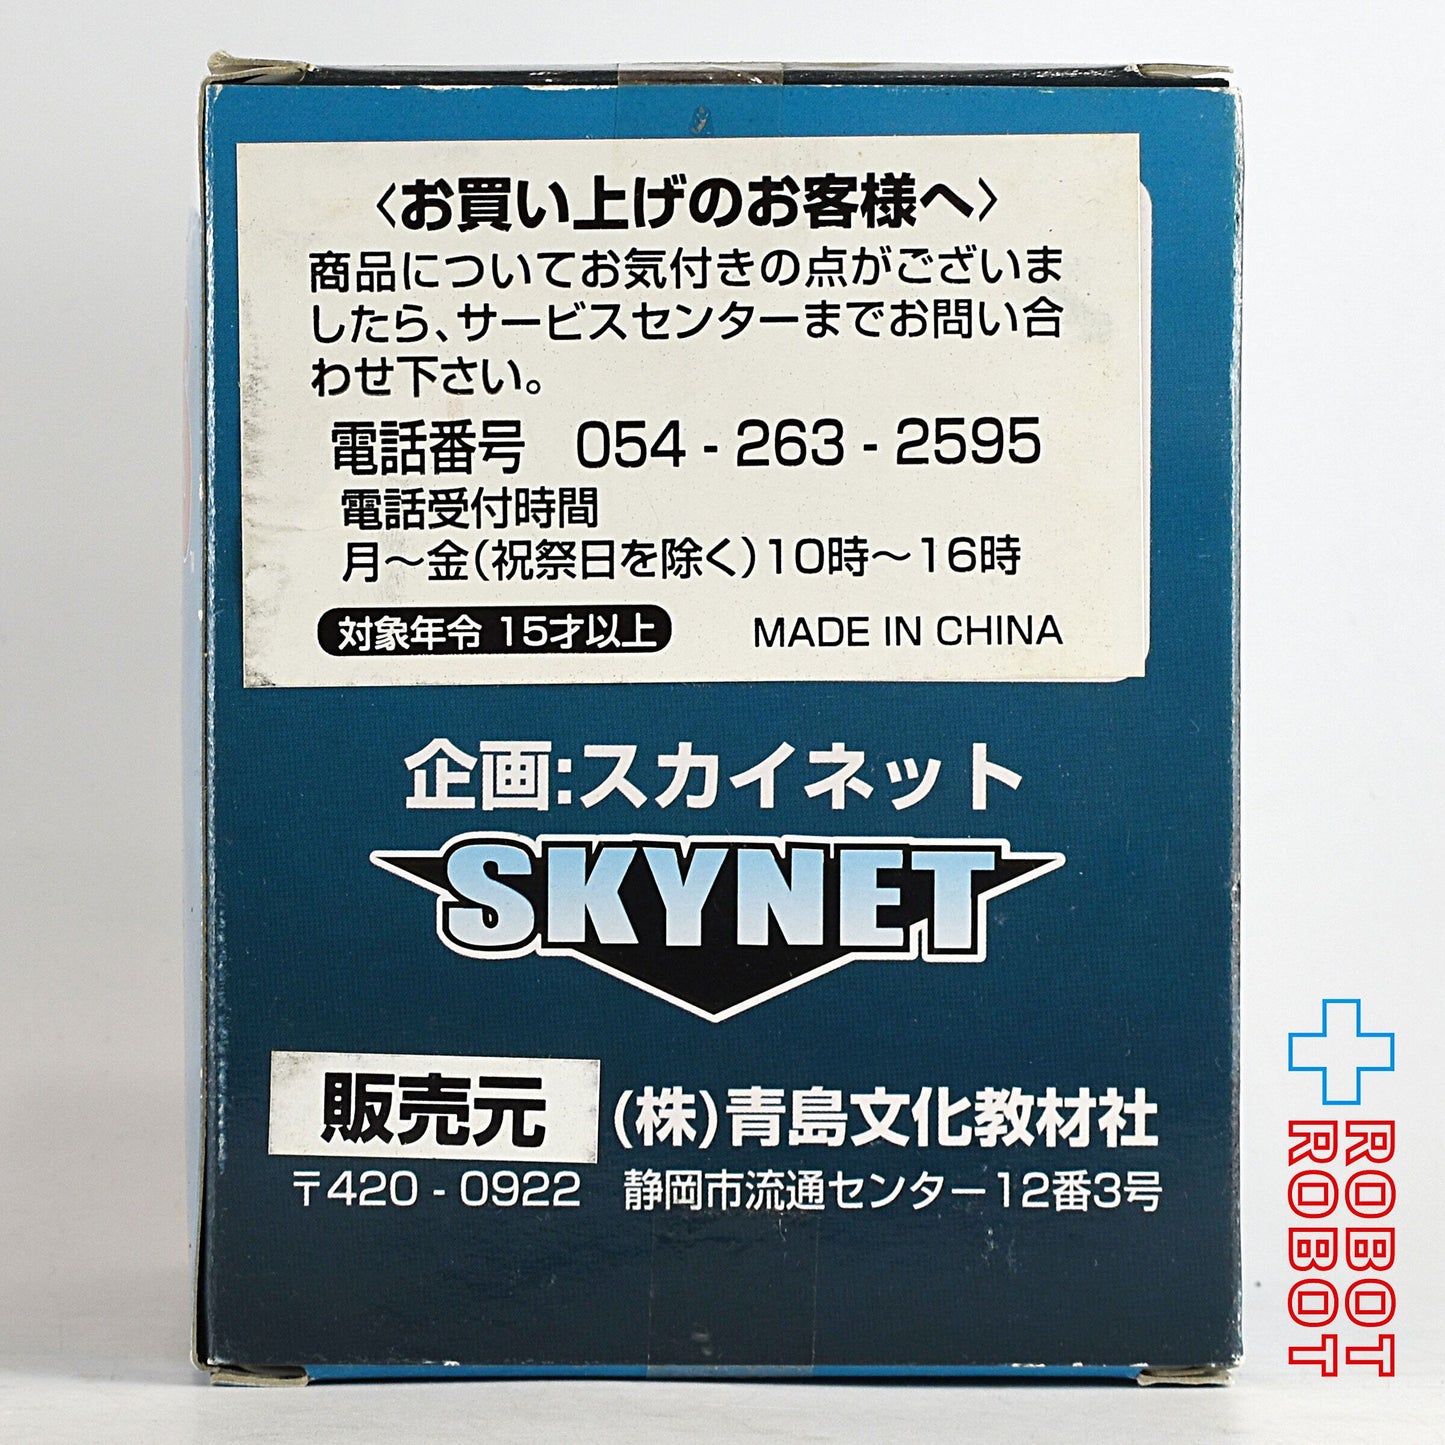 〈お買い上げのお客様へ〉
商品についてお気付きの点がございま
したら、サービスセンターまでお問い合
わせ下さい。
電話番号 054-263-2595
電話受付時間
月〜金(祝祭日を除く)10時〜16時
対象年令 15才以上 MADE IN CHINA
企画:スカイネット
SKYNET
販売元 (株)青島文化教材社
〒420-0922 静岡市流通センター12番3号
ROBOT
ROBOT